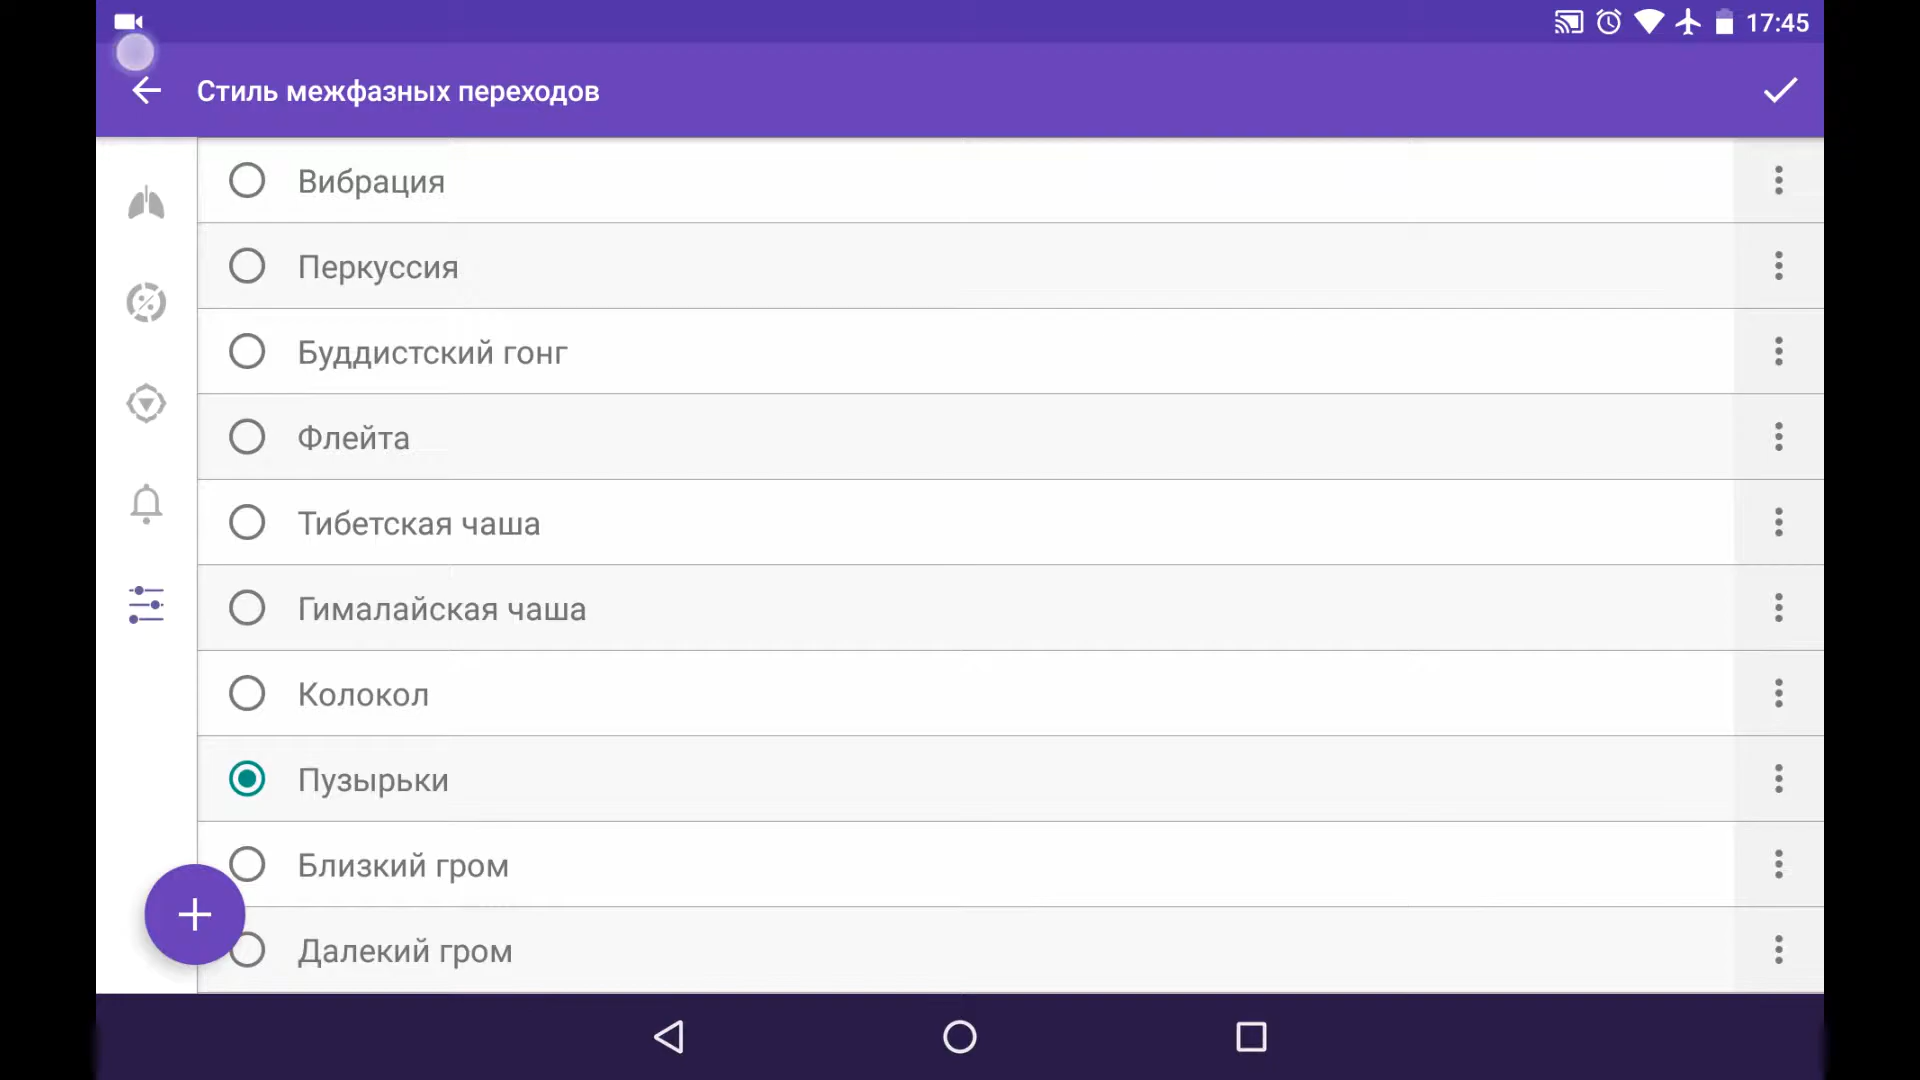 17:45
Стиль межфазных переходов
Вибрация
Перкуссия
Буддистский гонг
Флейта
Тибетская чаша
Гималайская чаша
Колокол
Пузырьки
Близкий гром
Далекий гром